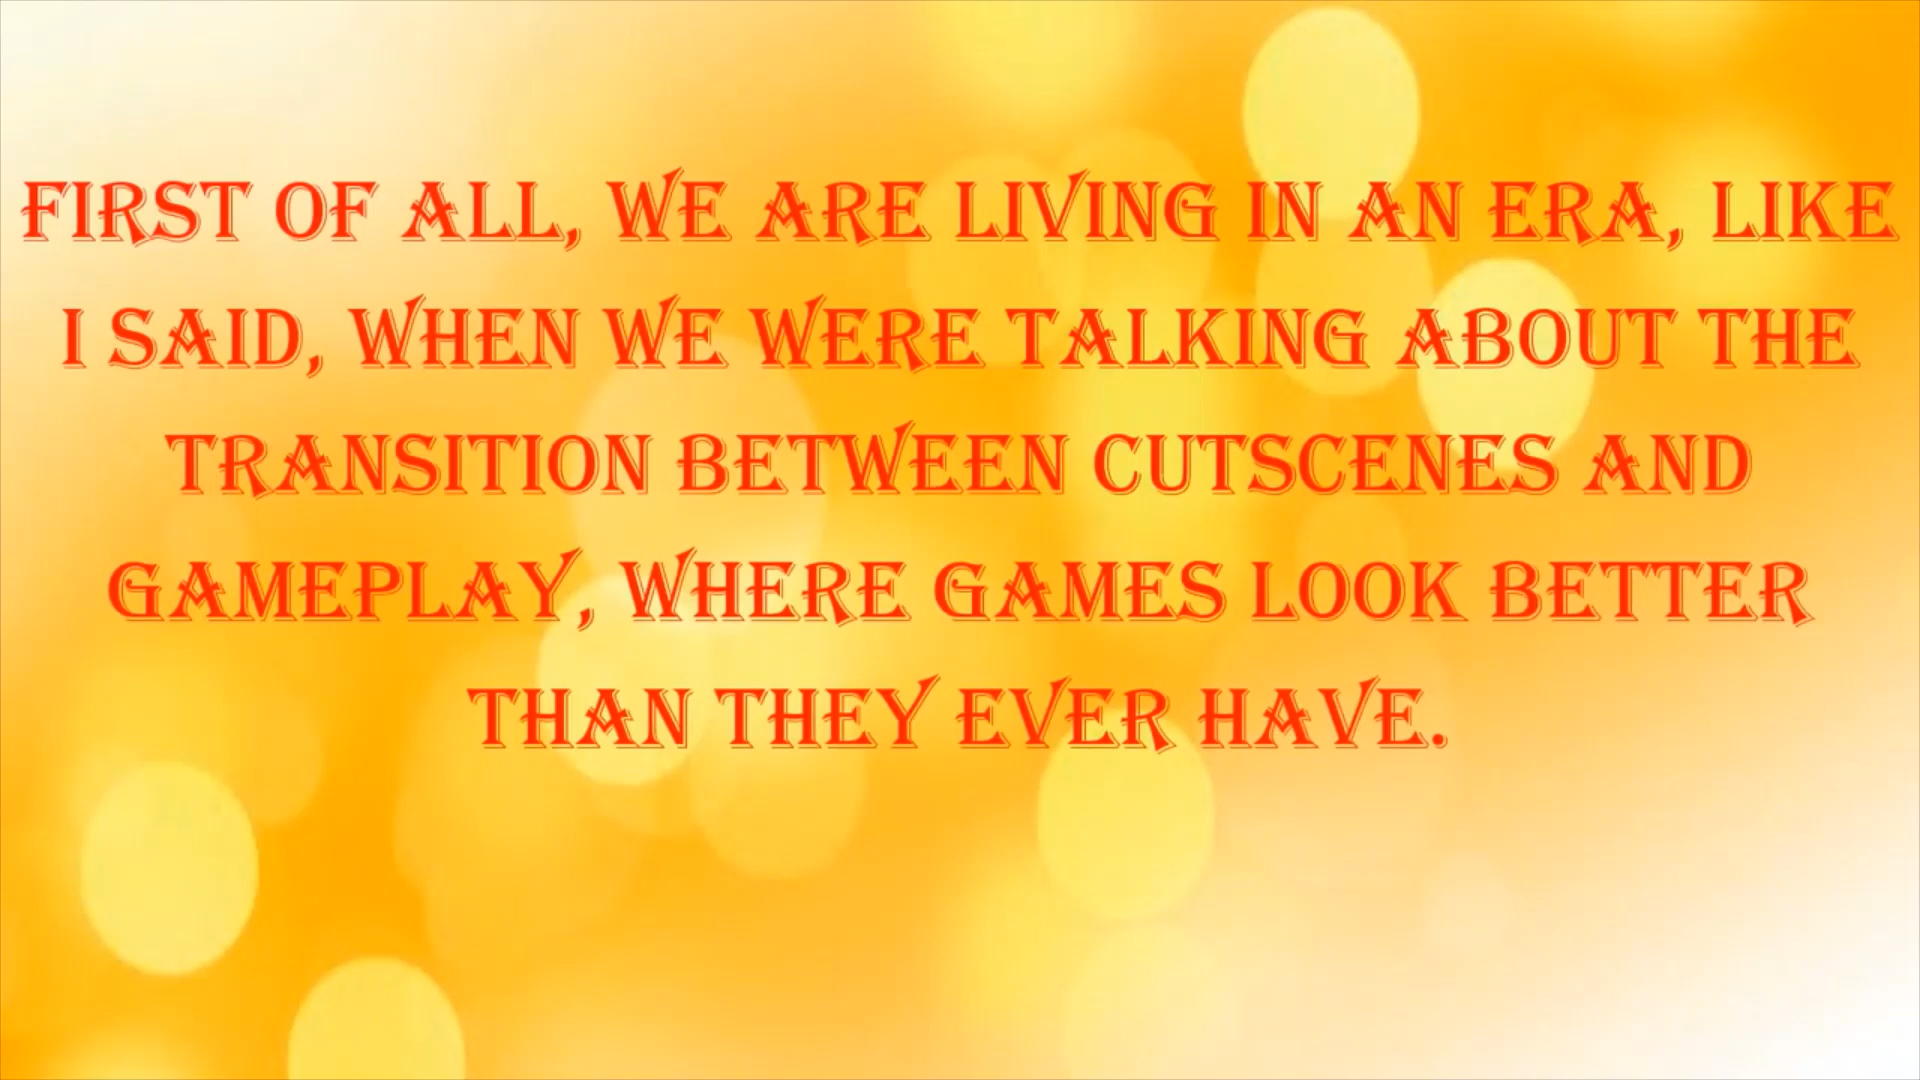 FIRST OF ALL, WE ARE LIVING IN AN ERA, LIKE
I SAID, WHEN WE WERE TALKING ABOUT THE
TRANSITION BETWEEN CUTSCENES AND
GAMEPLAY, WHERE GAMES LOOK BETTER
THAN THEY EVER HAVE.